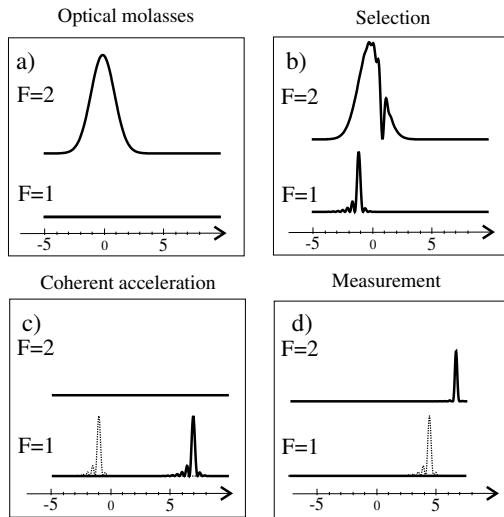 Optical molasses
Selection
a)
F=2
F=1
-5 0 5
b)
F=2
F=1
-5 0 5
Coherent acceleration
Measurement
c)
F=2
F=1
-5 0 5
d)
F=2
F=1
-5 0 5